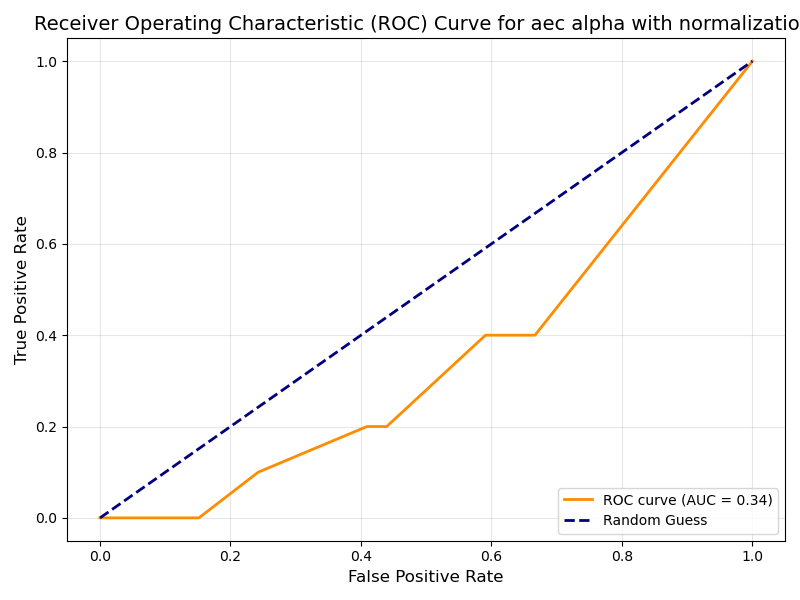 Receiver Operating Characteristic (ROC) Curve for aec alpha with normalizatio
1.0
0.8
0.6
0.4
0.2
0.0
True Positive Rate
ROC curve (AUC = 0.34)
Random Guess
0.0 0.2 0.4 0.6 0.8 1.0
False Positive Rate